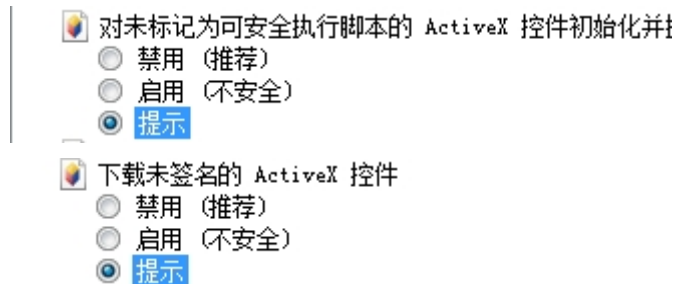 对未标记为可安全执行脚本的 ActiveX 控件初始化并
禁用 (推荐)
启用 (不安全)
提示
下载未签名的 ActiveX 控件
禁用 (推荐)
启用 (不安全)
提示